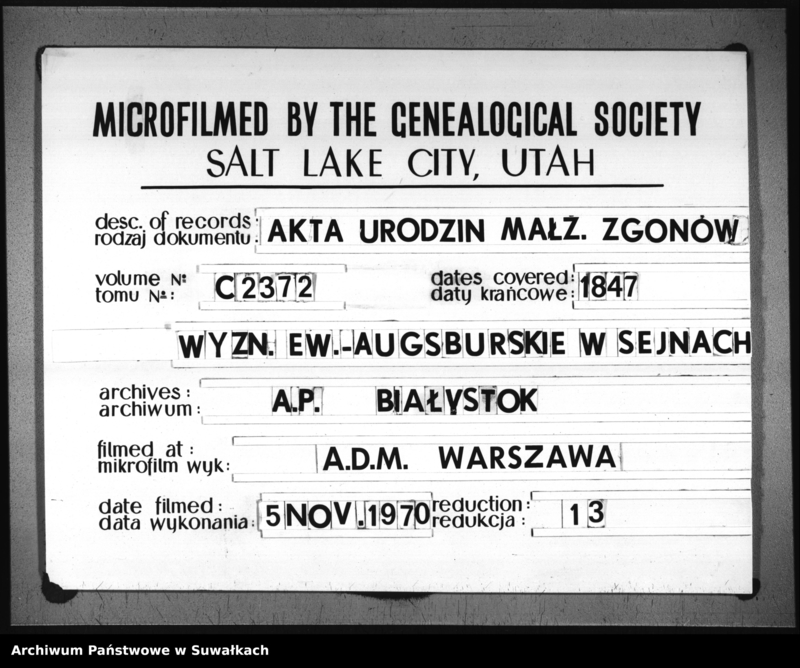 MICROFILMED BY THE GENEALOGICAL SOCIETY
SALT LAKE CITY, UTAH
desc. of records:
rodzaj dokumentu: AKTA URODZIN MAŁŻ. ZGONÓW
volume №
tomu №: C2372
dates covered:
daty krańcowe: 1847
WYZN. EW.-AUGSBURSKIE W SEJNACH
archives:
archiwum: A.P. BIAŁYSTOK
filmed at:
mikrofilm wyk: A.D.M. WARSZAWA
date filmed:
data wykonania: 5 NOV. 1970
reduction:
redukcja: 13
Archiwum Państwowe w Suwałkach